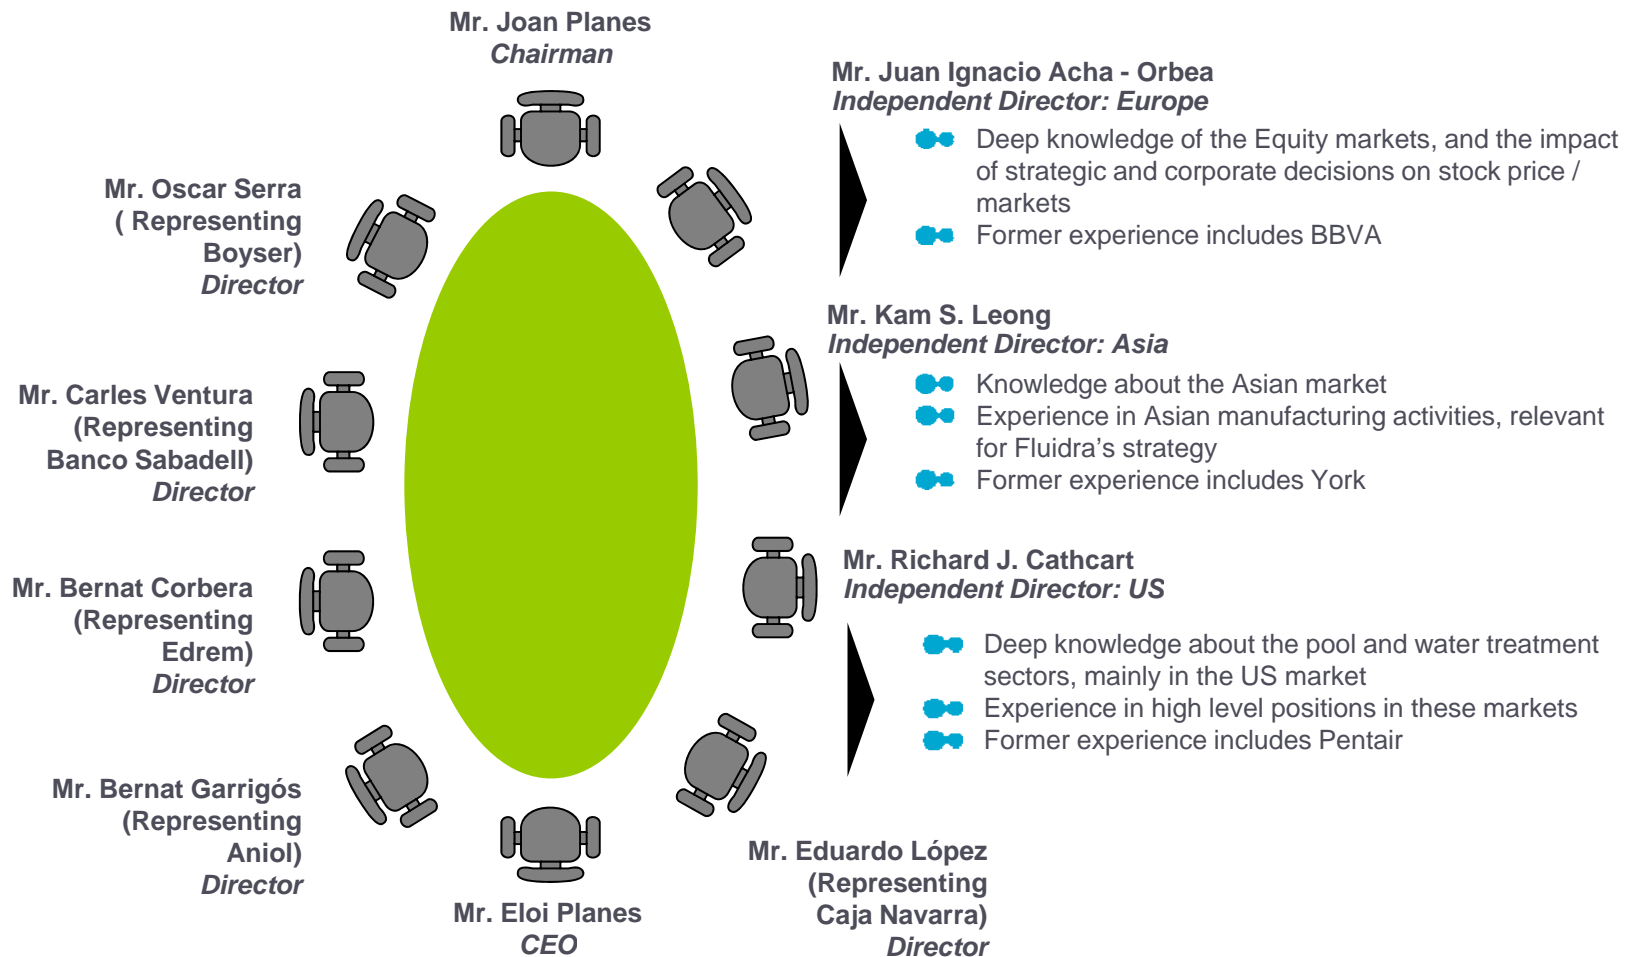 Mr. Joan Planes
Chairman
Mr. Juan Ignacio Acha - Orbea
Independent Director: Europe
Deep knowledge of the Equity markets, and the impact
of strategic and corporate decisions on stock price /
markets
Former experience includes BBVA
Mr. Oscar Serra
( Representing
Boyser)
Director
Mr. Kam S. Leong
Independent Director: Asia
Knowledge about the Asian market
Experience in Asian manufacturing activities, relevant
for Fluidra’s strategy
Former experience includes York
Mr. Carles Ventura
(Representing
Banco Sabadell)
Director
Mr. Richard J. Cathcart
Independent Director: US
Deep knowledge about the pool and water treatment
sectors, mainly in the US market
Experience in high level positions in these markets
Former experience includes Pentair
Mr. Bernat Corbera
(Representing
Edrem)
Director
Mr. Bernat Garrigós
(Representing
Aniol)
Director
Mr. Eloi Planes
CEO
Mr. Eduardo López
(Representing
Caja Navarra)
Director